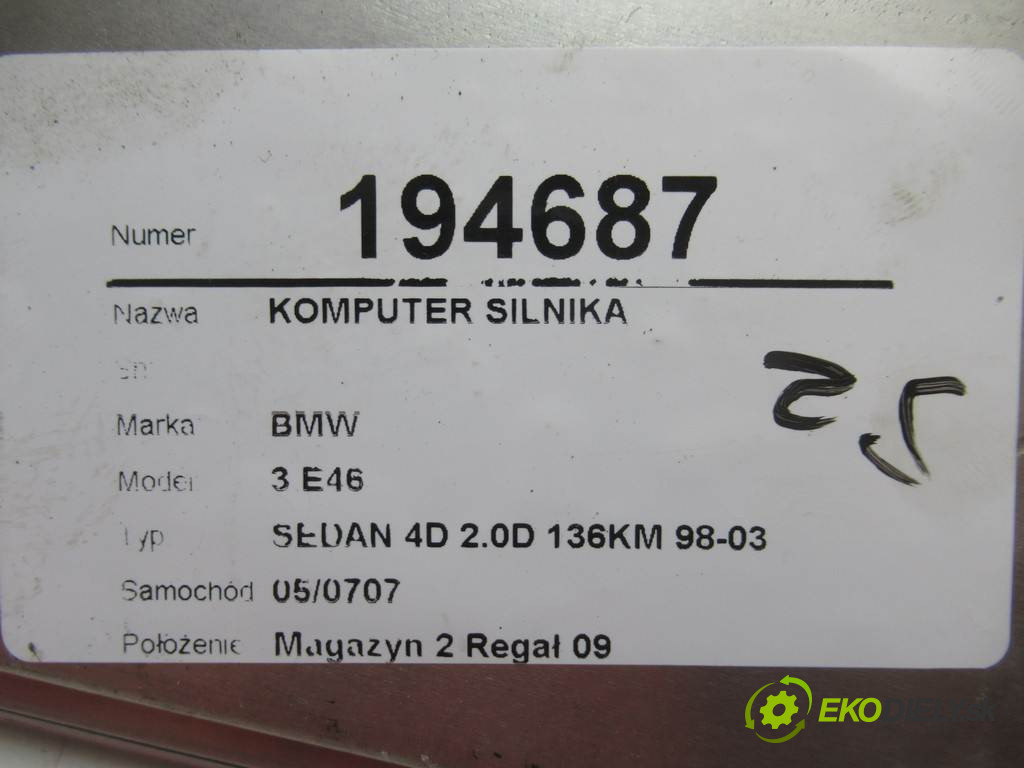 Numer 194687
Nazwa KOMPUTER SILNIKA
Marka BMW
Model 3 E46
Typ SEDAN 4D 2.0D 136KM 98-03
Samochód 05/0707
Położenie Magazyn 2 Regał 09
EKO